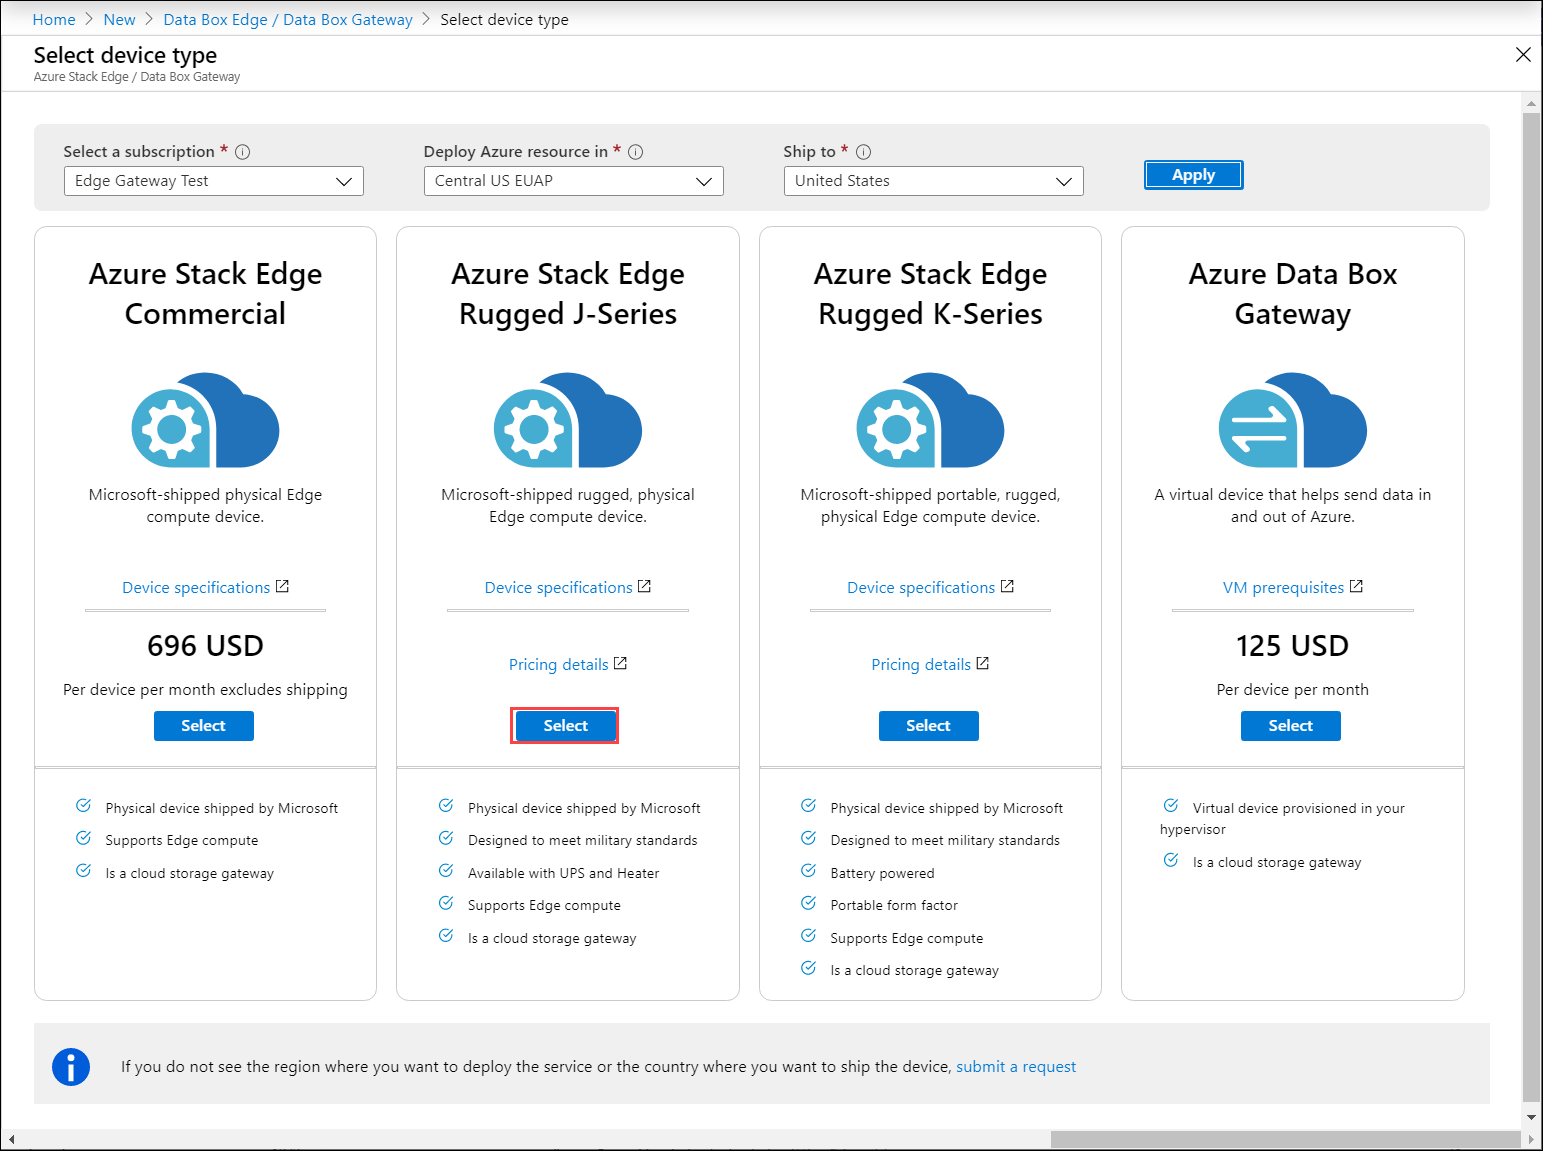 Home > New > Data Box Edge / Data Box Gateway > Select device type
Select device type
Azure Stack Edge / Data Box Gateway
Select a subscription *
Edge Gateway Test
Deploy Azure resource in *
Central US EUAP
Ship to *
United States
Apply
Azure Stack Edge
Commercial
Microsoft-shipped physical Edge
compute device.
Device specifications
696 USD
Per device per month excludes shipping
Select
Physical device shipped by Microsoft
Supports Edge compute
Is a cloud storage gateway
Azure Stack Edge
Rugged J-Series
Microsoft-shipped rugged, physical
Edge compute device.
Device specifications
Pricing details
Select
Physical device shipped by Microsoft
Designed to meet military standards
Available with UPS and Heater
Supports Edge compute
Is a cloud storage gateway
Azure Stack Edge
Rugged K-Series
Microsoft-shipped portable, rugged,
physical Edge compute device.
Device specifications
Pricing details
Select
Physical device shipped by Microsoft
Designed to meet military standards
Battery powered
Portable form factor
Supports Edge compute
Is a cloud storage gateway
Azure Data Box
Gateway
A virtual device that helps send data in
and out of Azure.
VM prerequisites
125 USD
Per device per month
Select
Virtual device provisioned in your
hypervisor
Is a cloud storage gateway
If you do not see the region where you want to deploy the service or the country where you want to ship the device, submit a request